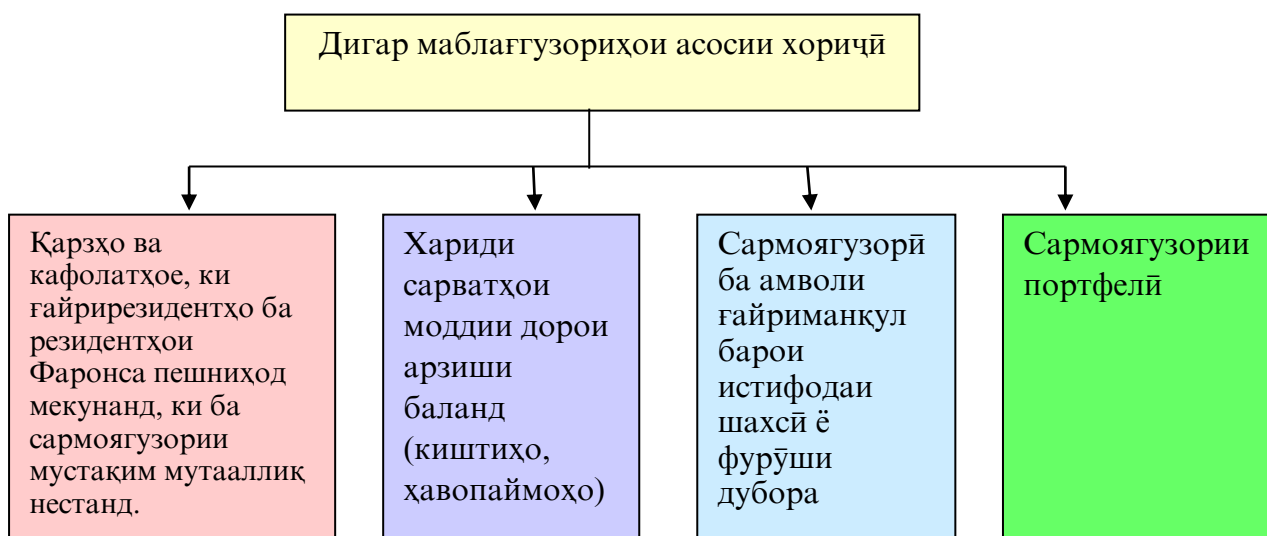 Дигар маблағгузориҳои асосии хориҷӣ
Қарзҳо ва
кафолатҳое, ки
ғайрирезидентҳо ба
резидентҳои
Фаронса пешниҳод
мекунанд, ки ба
сармоягузории
мустақим мутааллиқ
нестанд.
Хариди
сарватҳои
моддии дорои
арзиши
баланд
(киштиҳо,
ҳавопаймоҳо)
Сармоягузорӣ
ба амволи
ғайриманқул
барои
истифодаи
шахсӣ ё
фурӯши
дубора
Сармоягузории
портфелӣ